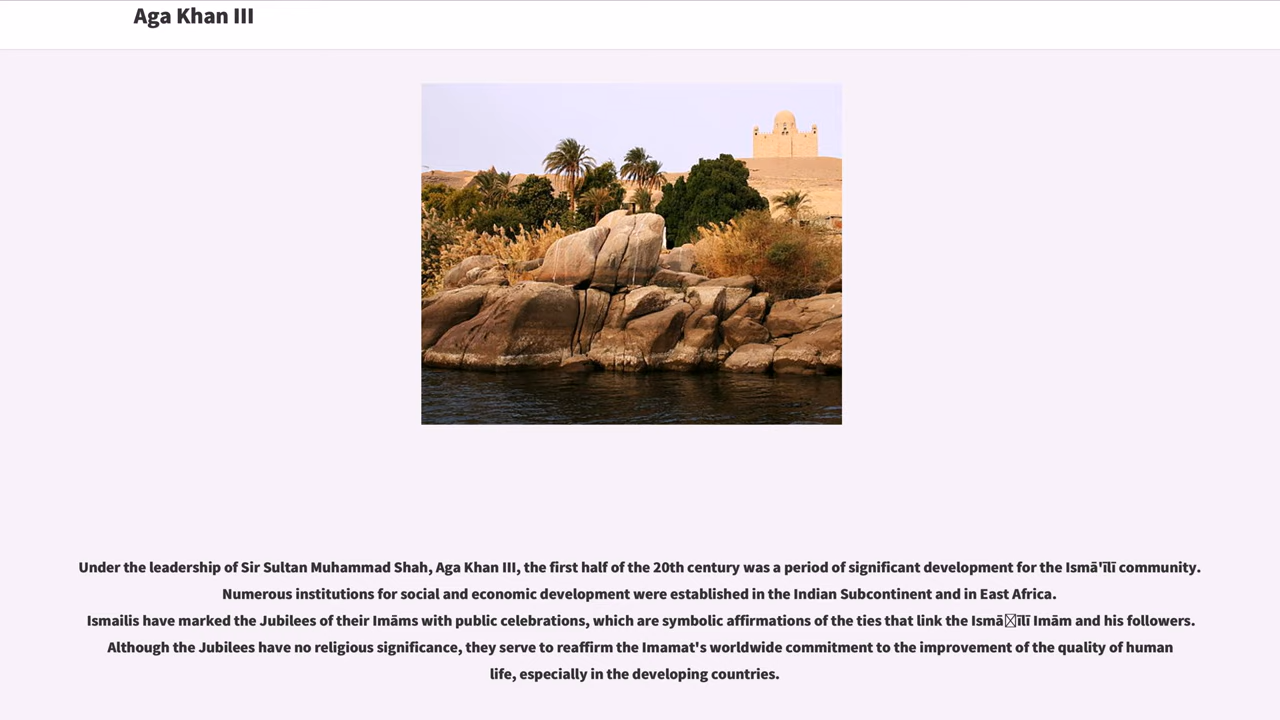 Aga Khan III
Under the leadership of Sir Sultan Muhammad Shah, Aga Khan III, the first half of the 20th century was a period of significant development for the Ismā'īlī community.
Numerous institutions for social and economic development were established in the Indian Subcontinent and in East Africa.
Ismailis have marked the Jubilees of their Imāms with public celebrations, which are symbolic affirmations of the ties that link the Ismā▯īlī Imām and his followers.
Although the Jubilees have no religious significance, they serve to reaffirm the Imamat's worldwide commitment to the improvement of the quality of human
life, especially in the developing countries.